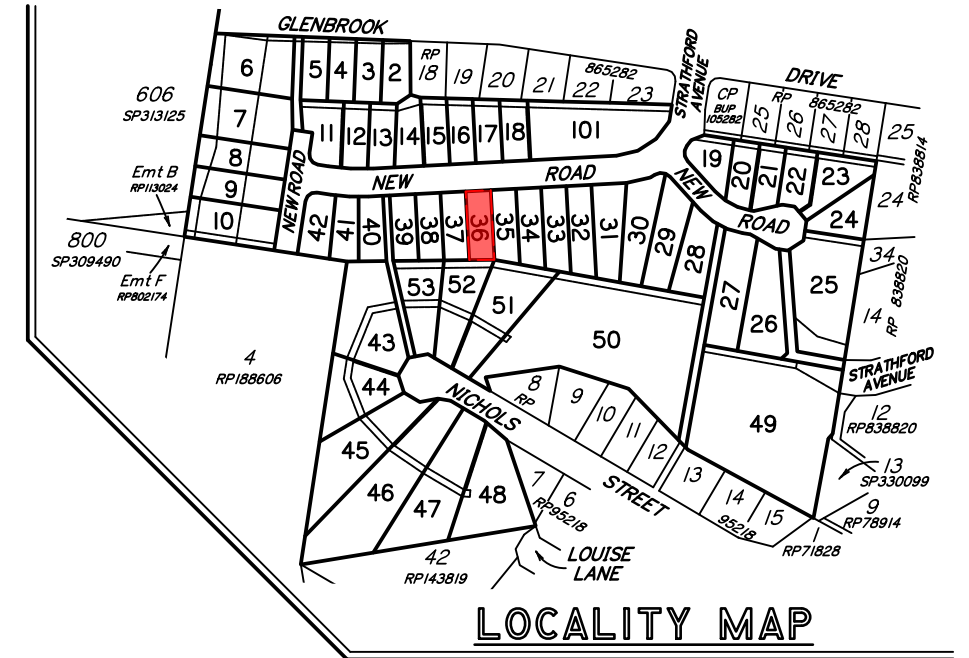 GLENBROOK
DRIVE
STRATHFORD
AVENUE
606
SP313125
6
5
4
3
2
RP
18
19
20
21
865282
22
23
CP
BUP
105282
RP
865282
25
26
27
28
25
RP838814
24
7
11
12
13
14
15
16
17
18
101
8
9
10
Emt B
RP113024
NEW ROAD
NEW
ROAD
NEW
ROAD
19
20
21
22
23
24
800
SP309490
Emt F
RP802174
42
41
40
39
38
37
36
35
34
33
32
31
30
29
28
27
26
25
34
RP 838820
14
53
52
51
50
4
RP188606
43
44
45
46
47
48
NICHOLS
STREET
8
RP
9
10
11
12
13
14
15
95218
49
STRATHFORD
AVENUE
12
RP838820
13
SP330099
9
RP78914
1
RP71828
7
6
RP95218
42
RP143819
LOUISE
LANE
LOCALITY MAP